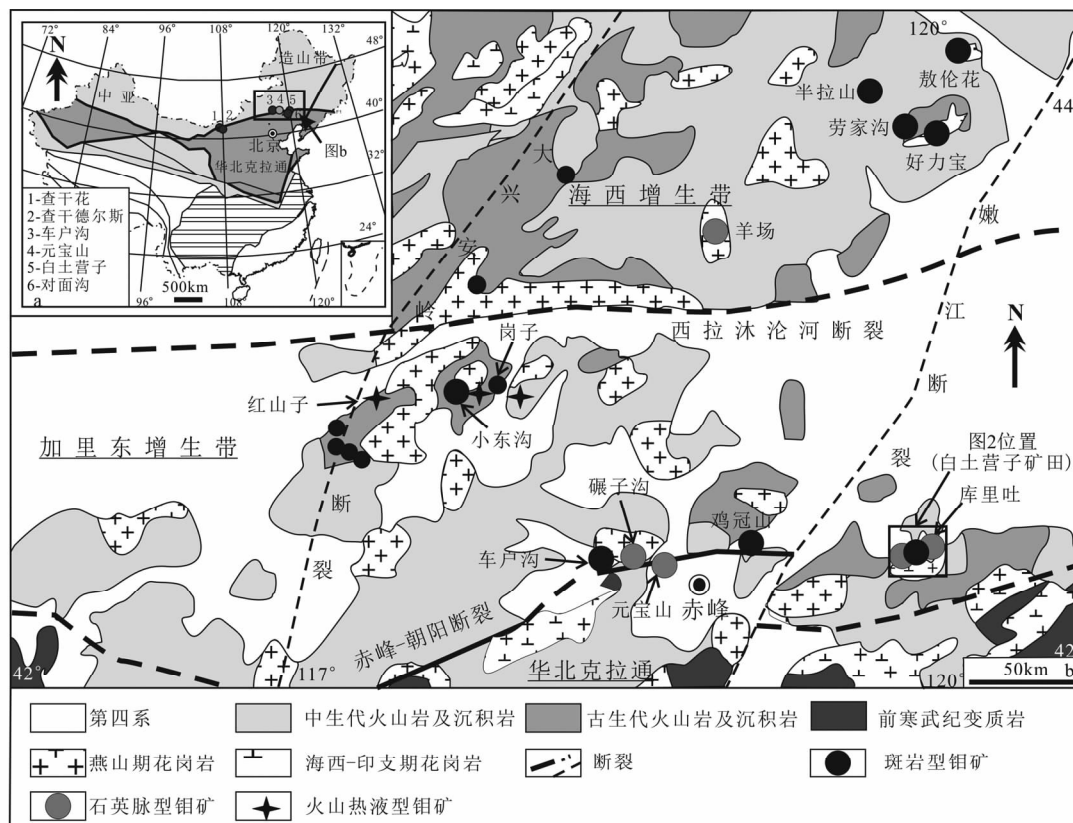 72° 84° 96° 108° 120° 132°
48°
N
造山带
中亚
3 4 5
6
1 2
40°
北京
图b
华北克拉通
32°
1-查干花
2-查干德尔斯
3-车户沟
4-元宝山
5-白土营子
6-对面沟
24°
a
96°
500km
108°
120°
120°
敖伦花
半拉山
44
劳家沟
好力宝
大兴安岭断裂
海西增生带
羊场
嫩江断裂
西拉沐沦河断裂
N
岗子
红山子
小东沟
加里东增生带
图2位置
(白土营子矿田)
库里吐
碾子沟
鸡冠山
车户沟
元宝山
赤峰
赤峰-朝阳断裂
华北克拉通
42°
117°
120°
42
50km
b
第四系
中生代火山岩及沉积岩
古生代火山岩及沉积岩
前寒武纪变质岩
燕山期花岗岩
海西-印支期花岗岩
断裂
斑岩型钼矿
石英脉型钼矿
火山热液型钼矿